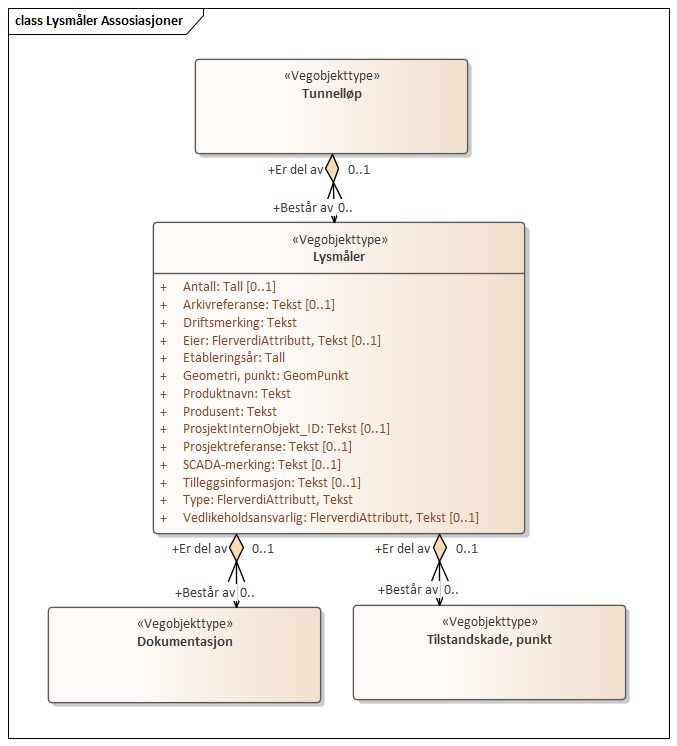 class Lysmåler Assosiasjoner
«Vegobjekttype»
Tunnelløp
+Er del av 0..1
+Består av 0..
«Vegobjekttype»
Lysmåler
+ Antall: Tall [0..1]
+ Arkivreferanse: Tekst [0..1]
+ Driftsmerking: Tekst
+ Eier: FlerverdiAttributt, Tekst [0..1]
+ Etableringsår: Tall
+ Geometri, punkt: GeomPunkt
+ Produktnavn: Tekst
+ Produsent: Tekst
+ ProsjektInternObjekt_ID: Tekst [0..1]
+ Prosjektreferanse: Tekst [0..1]
+ SCADA-merking: Tekst [0..1]
+ Tilleggsinformasjon: Tekst [0..1]
+ Type: FlerverdiAttributt, Tekst
+ Vedlikeholdsansvarlig: FlerverdiAttributt, Tekst [0..1]
+Er del av 0..1 +Er del av 0..1
+Består av 0.. +Består av 0..
«Vegobjekttype»
Dokumentasjon
«Vegobjekttype»
Tilstandskade, punkt